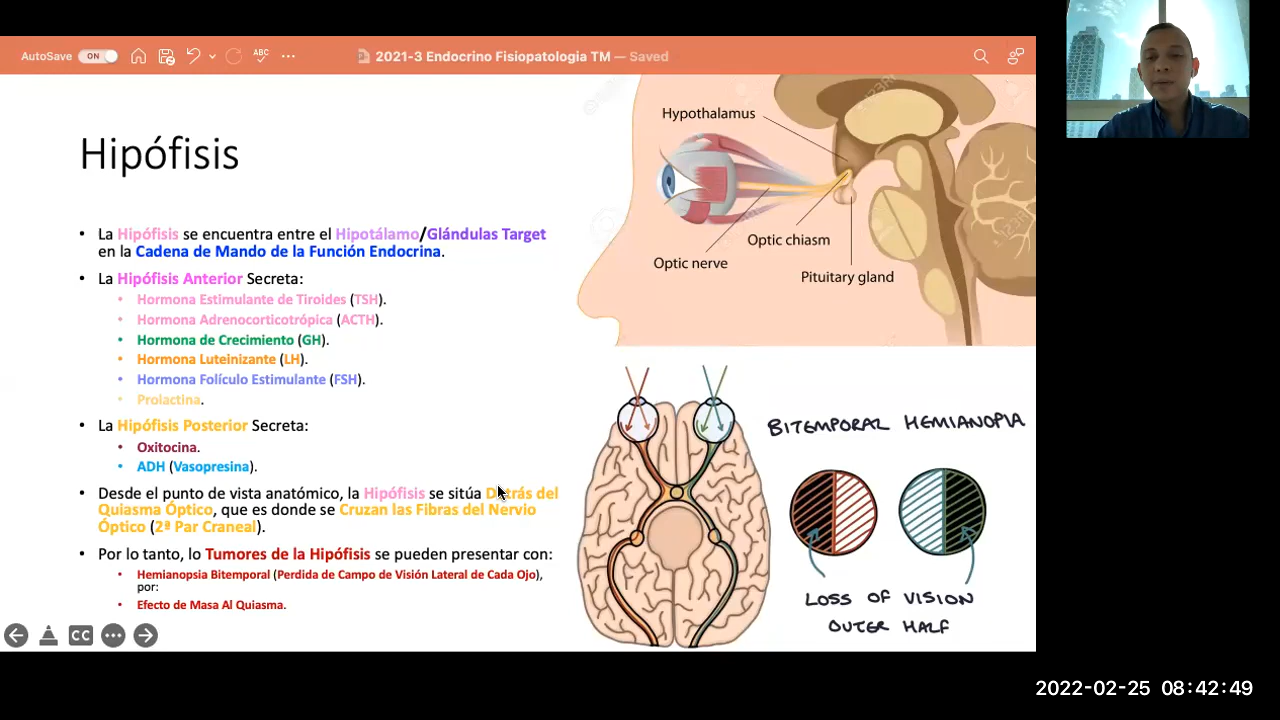 AutoSave ON ABC ... 2021-3 Endocrino Fisiopatologia TM — Saved
Hipófisis
• La Hipófisis se encuentra entre el Hipotálamo/Glándulas Target
en la Cadena de Mando de la Función Endocrina.
• La Hipófisis Anterior Secreta:
• Hormona Estimulante de Tiroides (TSH).
• Hormona Adrenocorticotrópica (ACTH).
• Hormona de Crecimiento (GH).
• Hormona Luteinizante (LH).
• Hormona Folículo Estimulante (FSH).
• Prolactina.
• La Hipófisis Posterior Secreta:
• Oxitocina.
• ADH (Vasopresina).
• Desde el punto de vista anatómico, la Hipófisis se sitúa Detrás del
Quiasma Óptico, que es donde se Cruzan las Fibras del Nervio
Óptico (2ª Par Craneal).
• Por lo tanto, lo Tumores de la Hipófisis se pueden presentar con:
• Hemianopsia Bitemporal (Perdida de Campo de Visión Lateral de Cada Ojo),
por:
• Efecto de Masa Al Quiasma.
CC
Hypothalamus
Optic chiasm
Optic nerve
Pituitary gland
BITEMPORAL HEMIANOPIA
LOSS OF VISION
OUTER HALF
2022-02-25 08:42:49